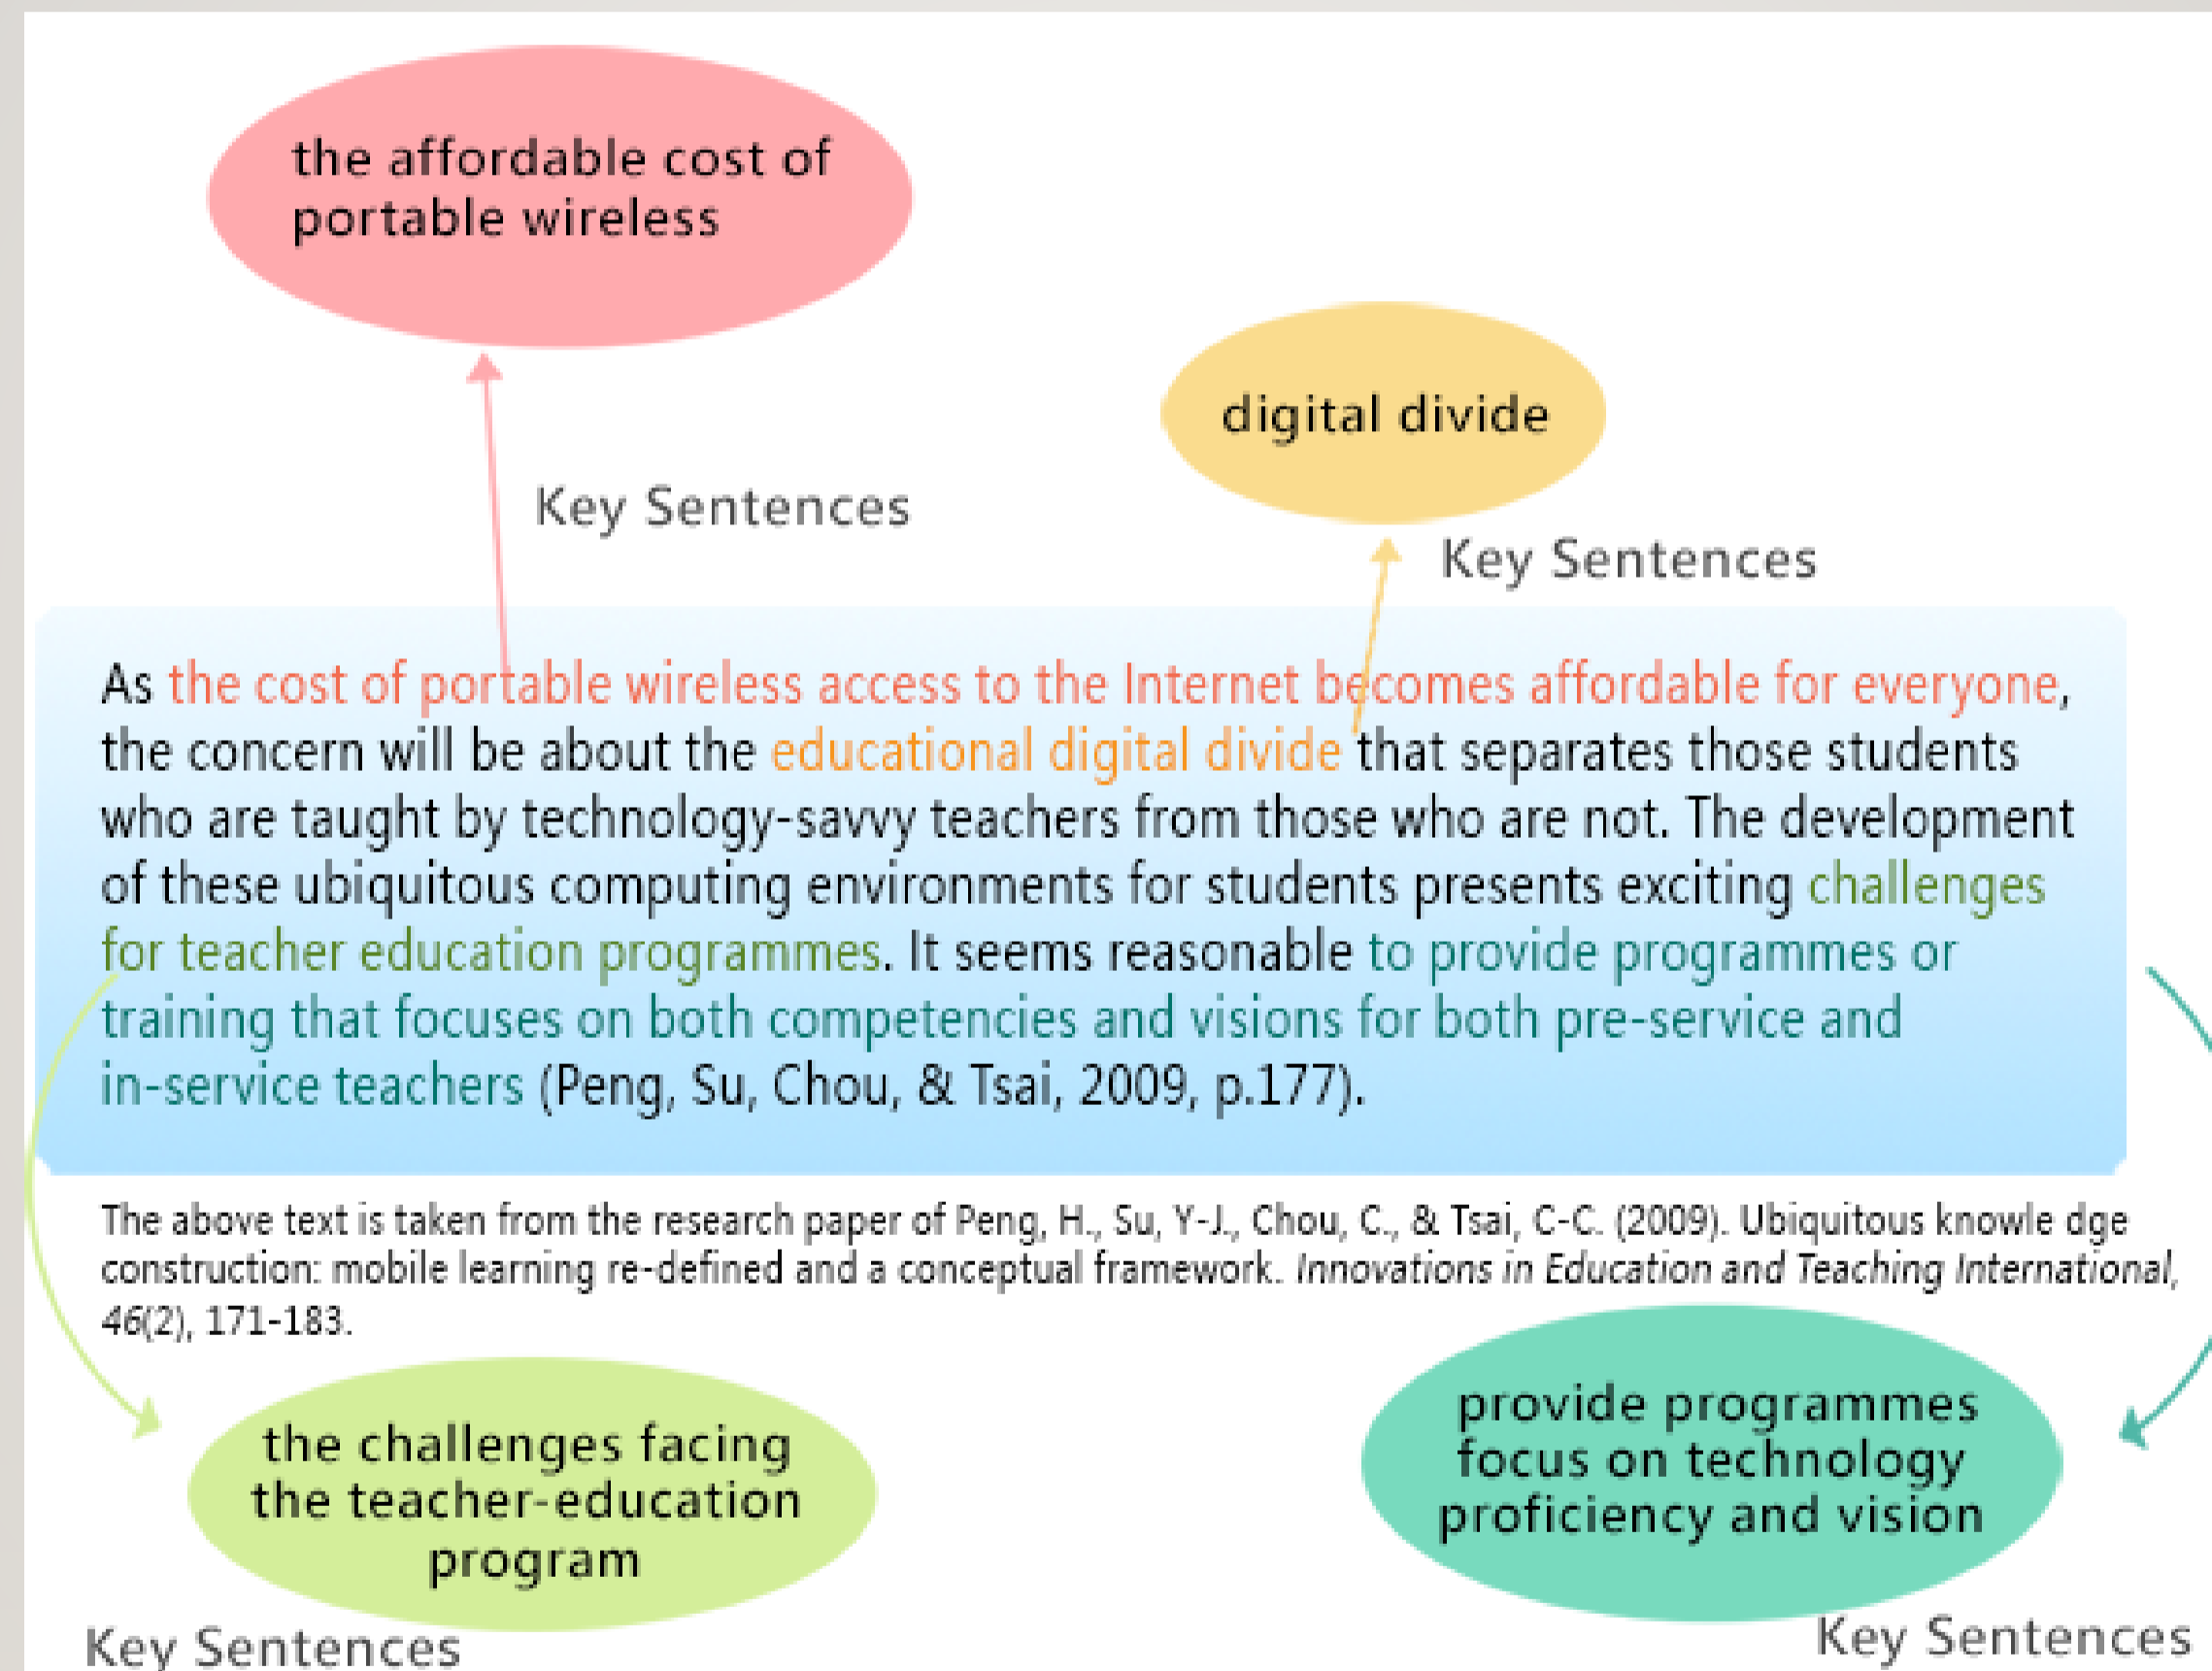 the affordable cost of
portable wireless
digital divide
Key Sentences
Key Sentences
As the cost of portable wireless access to the Internet becomes affordable for everyone,
the concern will be about the educational digital divide that separates those students
who are taught by technology-savvy teachers from those who are not. The development
of these ubiquitous computing environments for students presents exciting challenges
for teacher education programmes. It seems reasonable to provide programmes or
training that focuses on both competencies and visions for both pre-service and
in-service teachers (Peng, Su, Chou, & Tsai, 2009, p.177).
The above text is taken from the research paper of Peng, H., Su, Y-J., Chou, C., & Tsai, C-C. (2009). Ubiquitous knowle dge
construction: mobile learning re-defined and a conceptual framework. Innovations in Education and Teaching International,
46(2), 171-183.
the challenges facing
the teacher-education
program
Key Sentences
provide programmes
focus on technology
proficiency and vision
Key Sentences